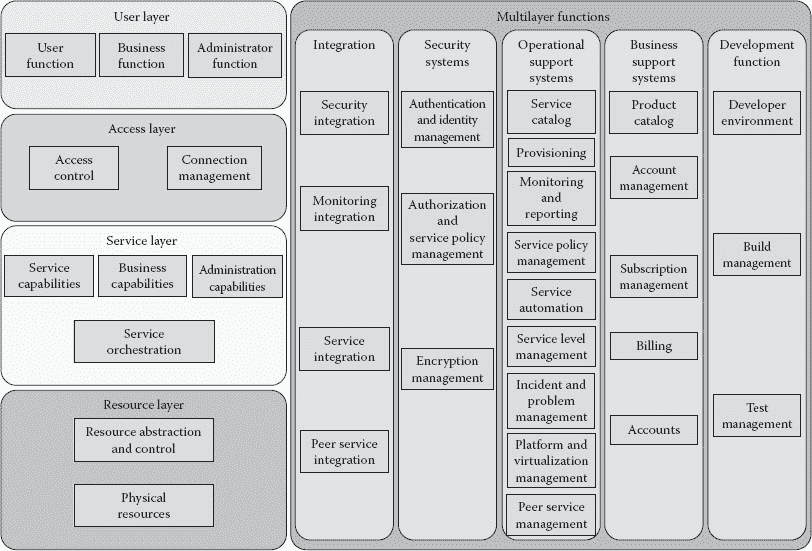 User layer
User
function
Business
function
Administrator
function
Access layer
Access
control
Connection
management
Service layer
Service
capabilities
Business
capabilities
Administration
capabilities
Service
orchestration
Resource layer
Resource abstraction
and control
Physical
resources
Multilayer functions
Integration
Security
integration
Monitoring
integration
Service
integration
Peer service
integration
Security
systems
Authentication
and identity
management
Authorization
and
service policy
management
Encryption
management
Operational
support
systems
Service
catalog
Provisioning
Monitoring
and
reporting
Service policy
management
Service
automation
Service level
management
Incident and
problem
management
Platform and
virtualization
management
Peer service
management
Business
support
systems
Product
catalog
Account
management
Subscription
management
Billing
Accounts
Development
function
Developer
environment
Build
management
Test
management